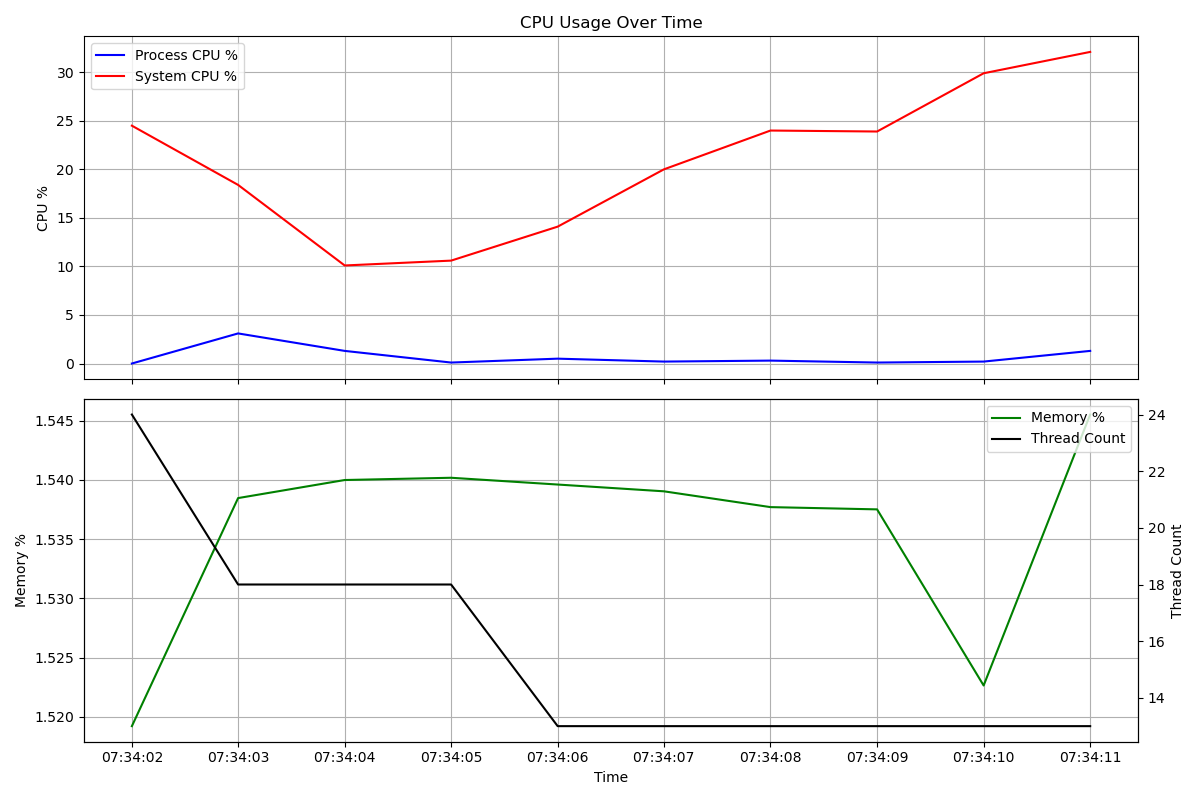 CPU Usage Over Time
Process CPU %
System CPU %
CPU %
30
25
20
15
10
5
0
Memory %
Thread Count
Memory %
1.545
1.540
1.535
1.530
1.525
1.520
24
22
20
18
16
14
Thread Count
07:34:02 07:34:03 07:34:04 07:34:05 07:34:06 07:34:07 07:34:08 07:34:09 07:34:10 07:34:11
Time